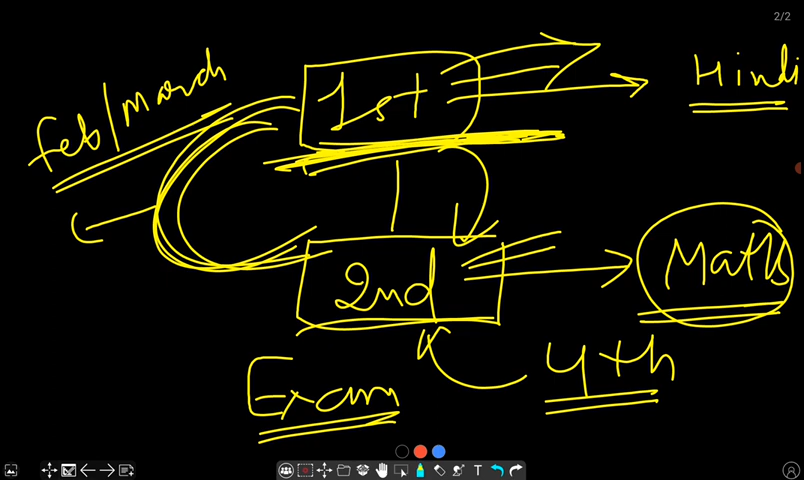 2/2
Feb/March
1st
Hindi
2nd
Maths
4th
Exam
T